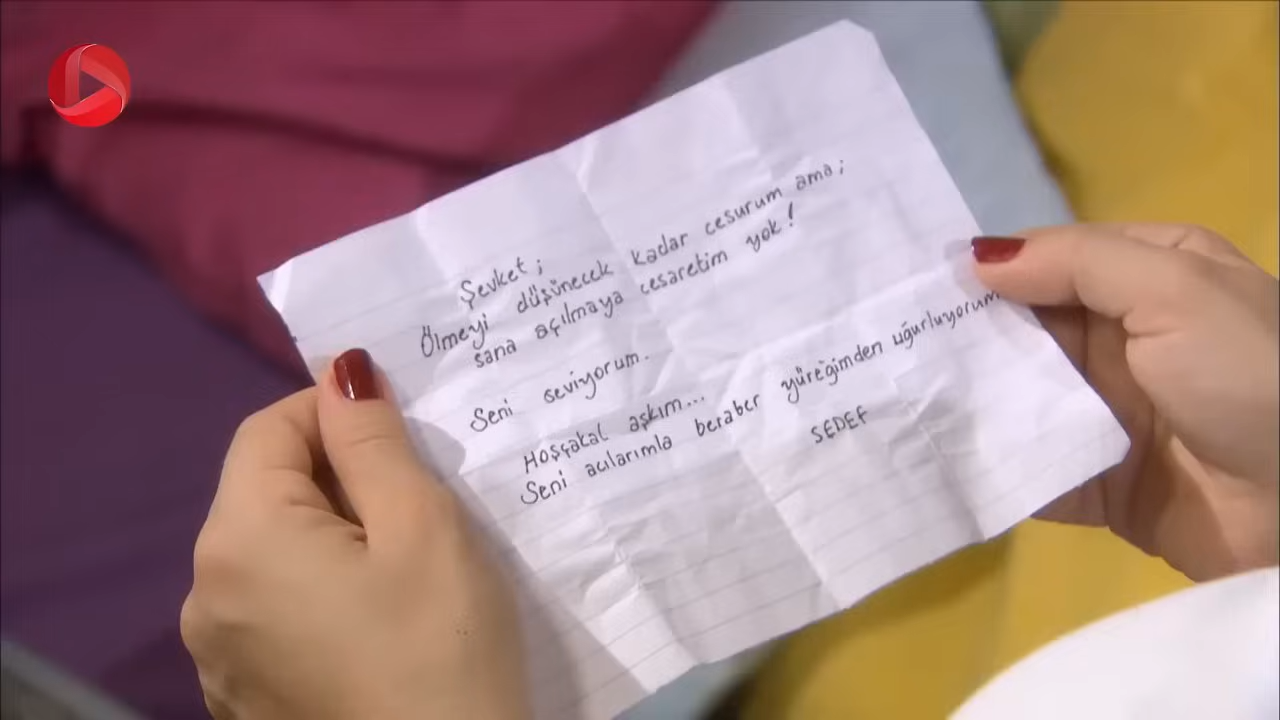 Şevket;
Ölmeyi düşünecek kadar cesurum ama;
sana açılmaya cesaretim yok!
Seni seviyorum.
Hoşçakal aşkım...
Seni acılarımla beraber yüreğimden uğurluyorum
SEDEF